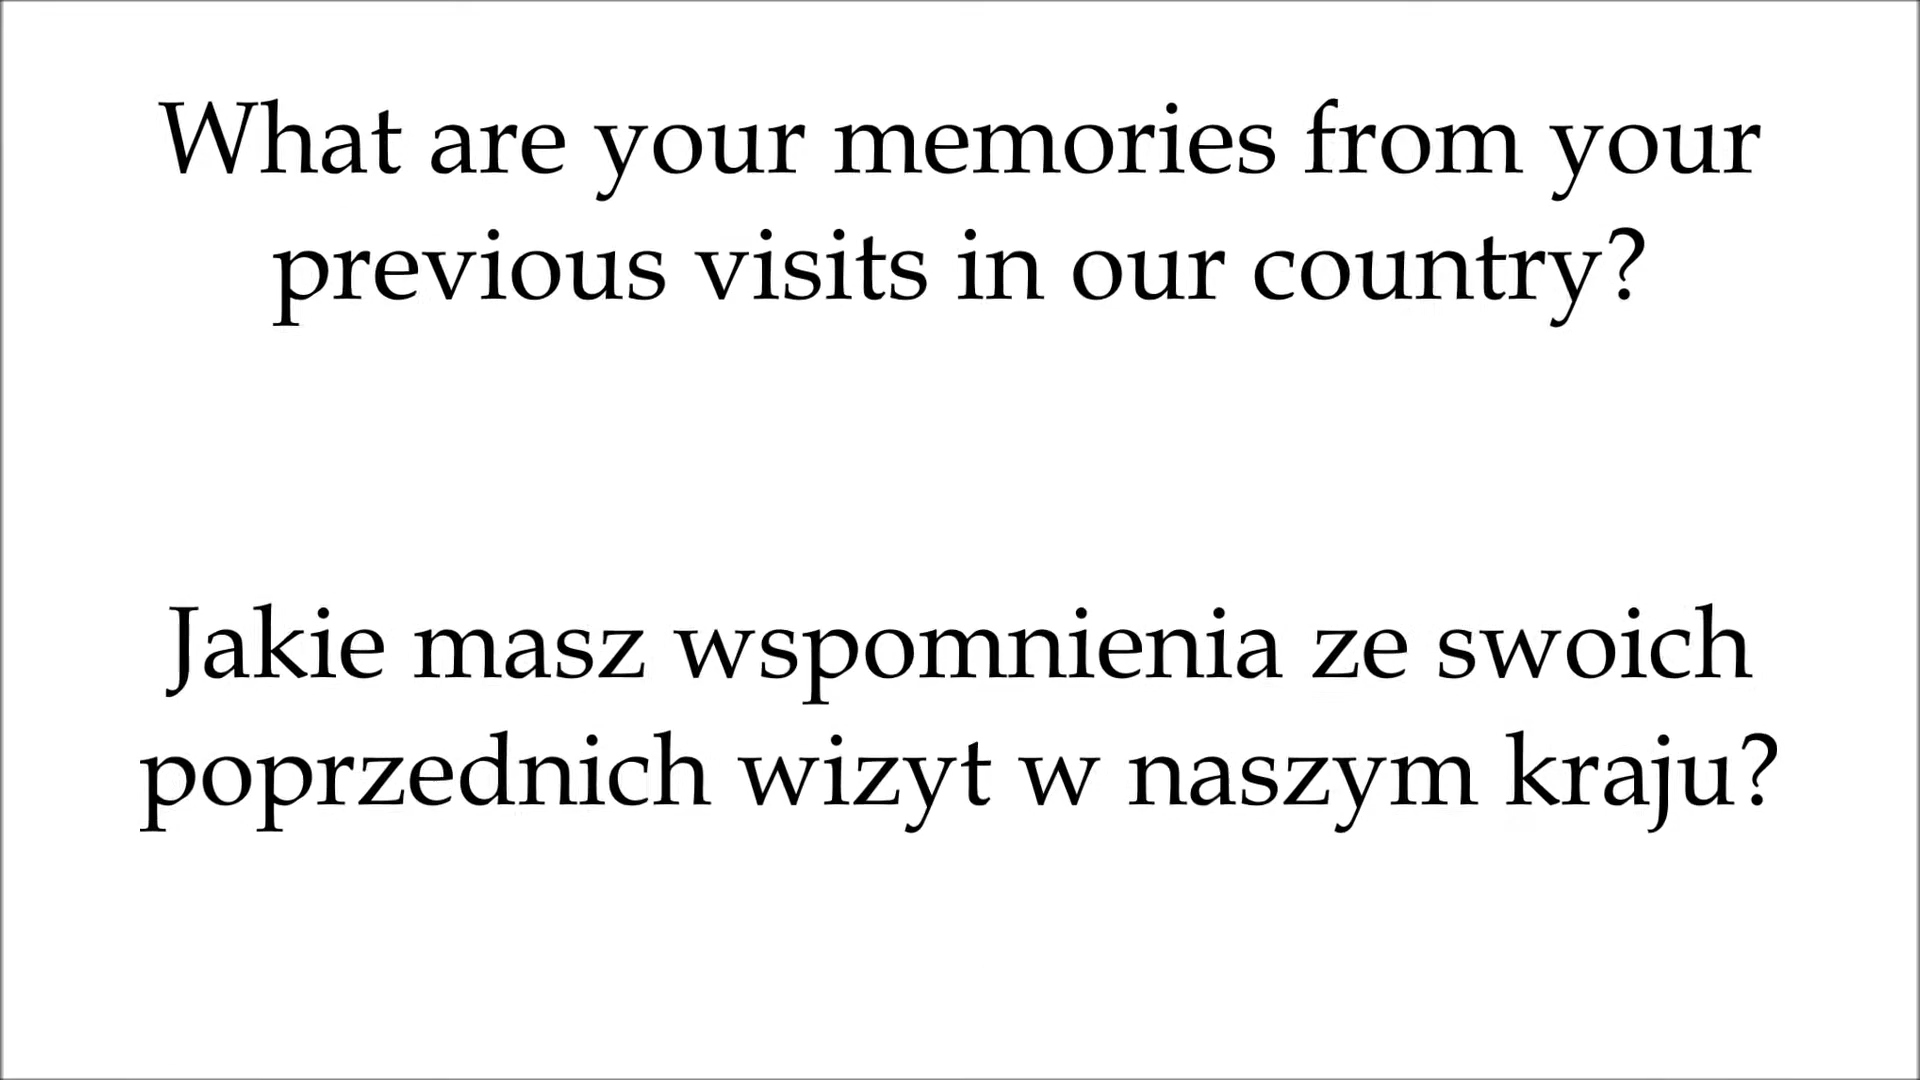 What are your memories from your
previous visits in our country?
Jakie masz wspomnienia ze swoich
poprzednich wizyt w naszym kraju?